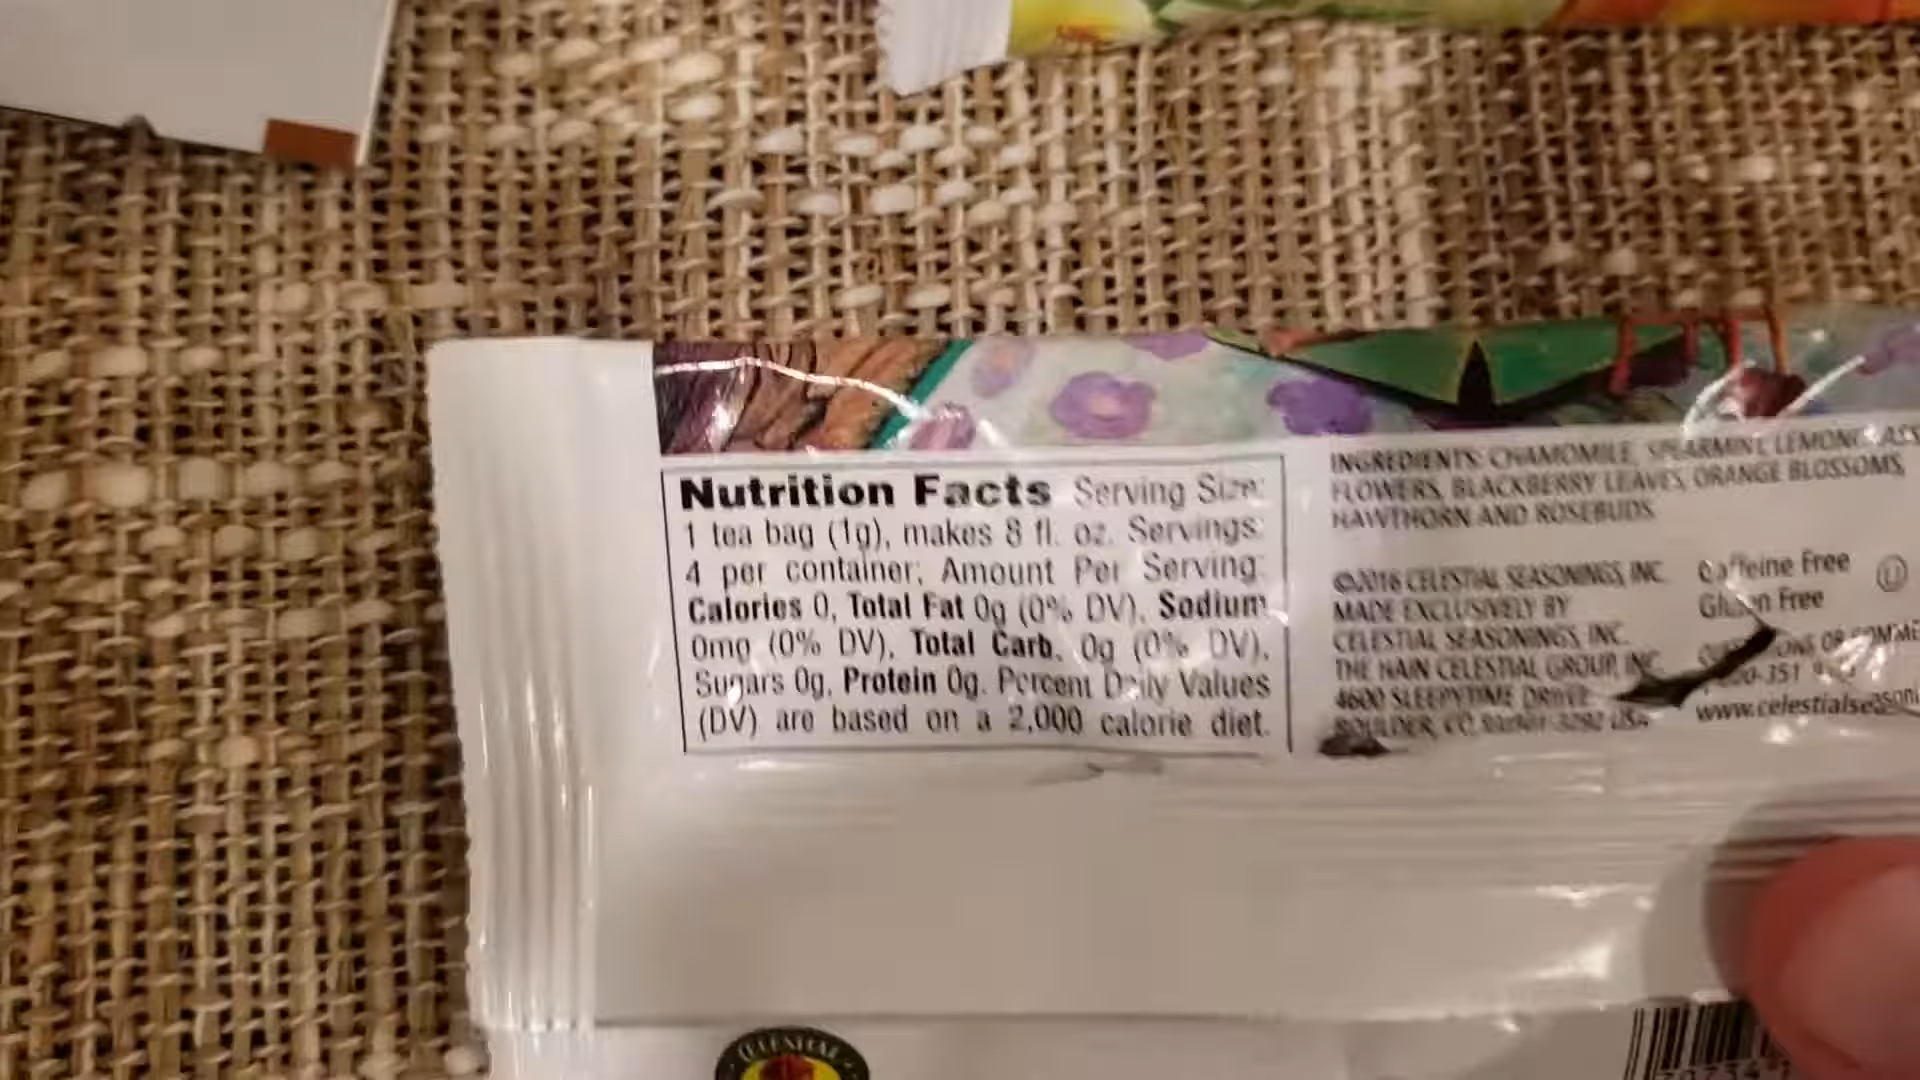 Nutrition Facts Serving Size:
1 tea bag (1g), makes 8 fl. oz. Servings:
4 per container; Amount Per Serving:
Calories 0, Total Fat 0g (0% DV), Sodium
0mg (0% DV), Total Carb. 0g (0% DV),
Sugars 0g, Protein 0g. Percent Daily Values
(DV) are based on a 2,000 calorie diet.
INGREDIENTS: CHAMOMILE, SPEARMINT, LEMONGRASS
FLOWERS, BLACKBERRY LEAVES, ORANGE BLOSSOMS,
HAWTHORN AND ROSEBUDS.
©2016 CELESTIAL SEASONINGS, INC.
MADE EXCLUSIVELY BY
CELESTIAL SEASONINGS, INC.
THE HAIN CELESTIAL GROUP, INC.
4600 SLEEPYTIME DRIVE
BOULDER, CO USA
Caffeine Free
Gluten Free
U
www.celestialseasoni
CELESTIAL